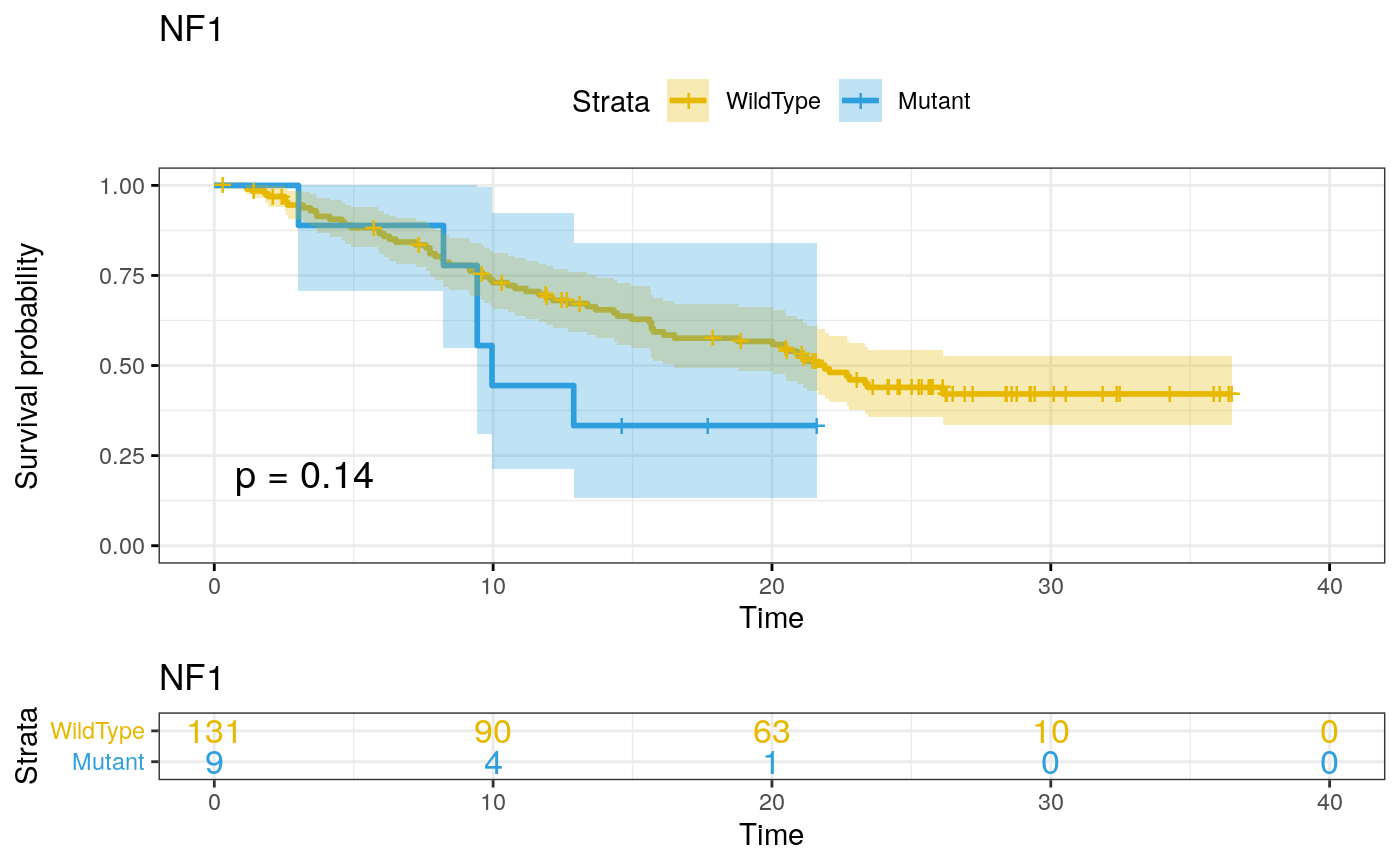 NF1
Strata WildType Mutant
Survival probability
1.00
0.75
0.50
0.25
0.00
p = 0.14
0 10 20 30 40
Time
NF1
Strata
WildType 131 90 63 10 0
Mutant 9 4 1 0 0
0 10 20 30 40
Time